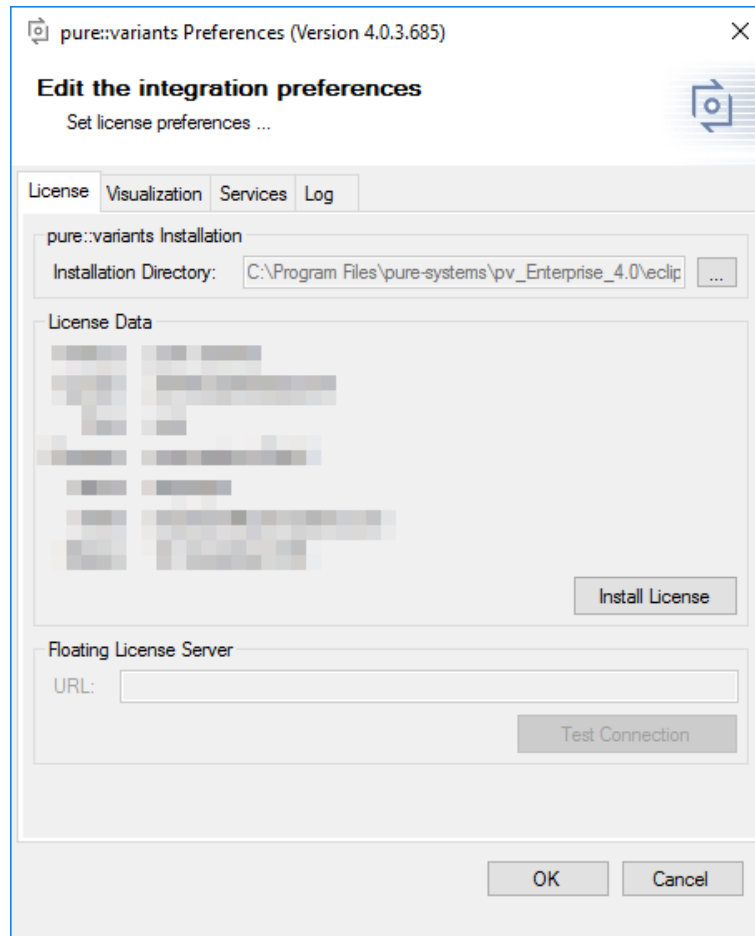 pure::variants Preferences (Version 4.0.3.685)
Edit the integration preferences
Set license preferences ...
License Visualization Services Log
pure::variants Installation
Installation Directory: C:\Program Files\pure-systems\pv_Enterprise_4.0\eclip ...
License Data
Install License
Floating License Server
URL:
Test Connection
OK Cancel